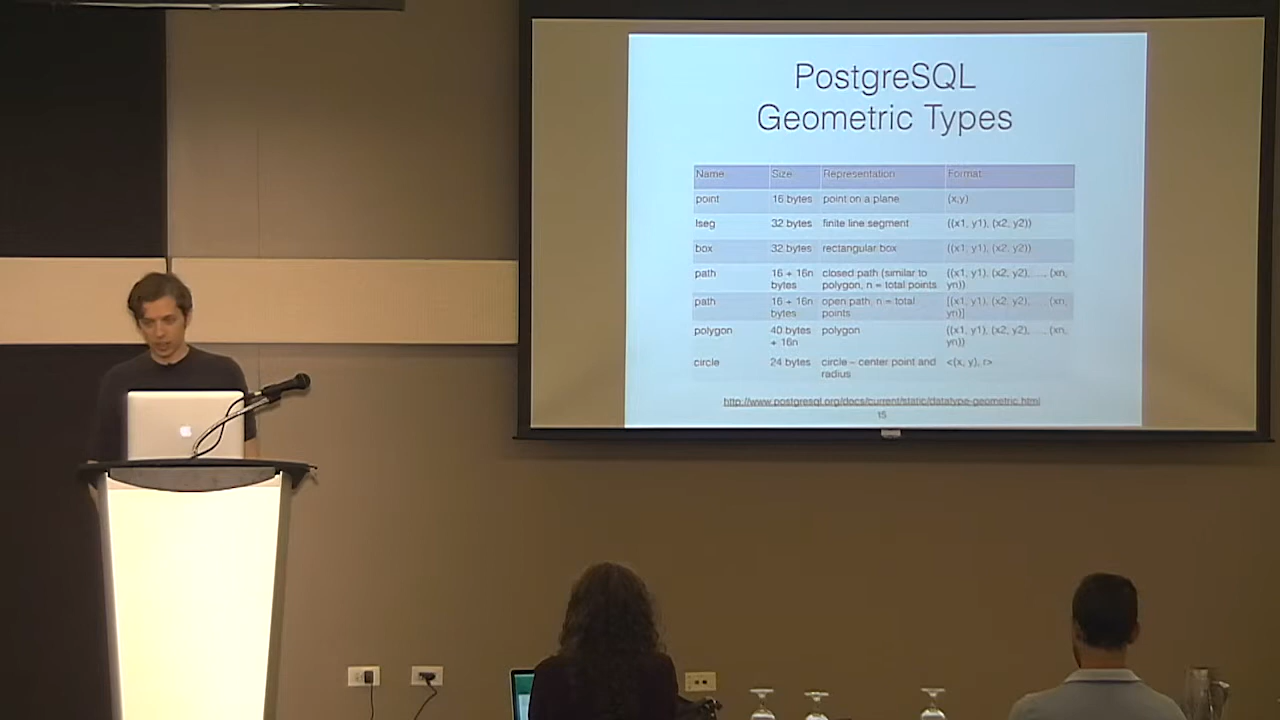 PostgreSQL
Geometric Types
Name Size Representation Format
point 16 bytes point on a plane (x,y)
lseg 32 bytes finite line segment ((x1, y1), (x2, y2))
box 32 bytes rectangular box ((x1, y1), (x2, y2))
path 16 + 16n closed path (similar to ((x1, y1), (x2, y2), ..., (xn,
bytes polygon, n = total points yn))
path 16 + 16n open path, n = total [(x1, y1), (x2, y2), ... (xn,
bytes points yn)]
polygon 40 bytes polygon ((x1, y1), (x2, y2), ... (xn,
+ 16n yn))
circle 24 bytes circle – center point and <(x, y), r>
radius
http://www.postgresql.org/docs/current/static/datatype-geometric.html
15